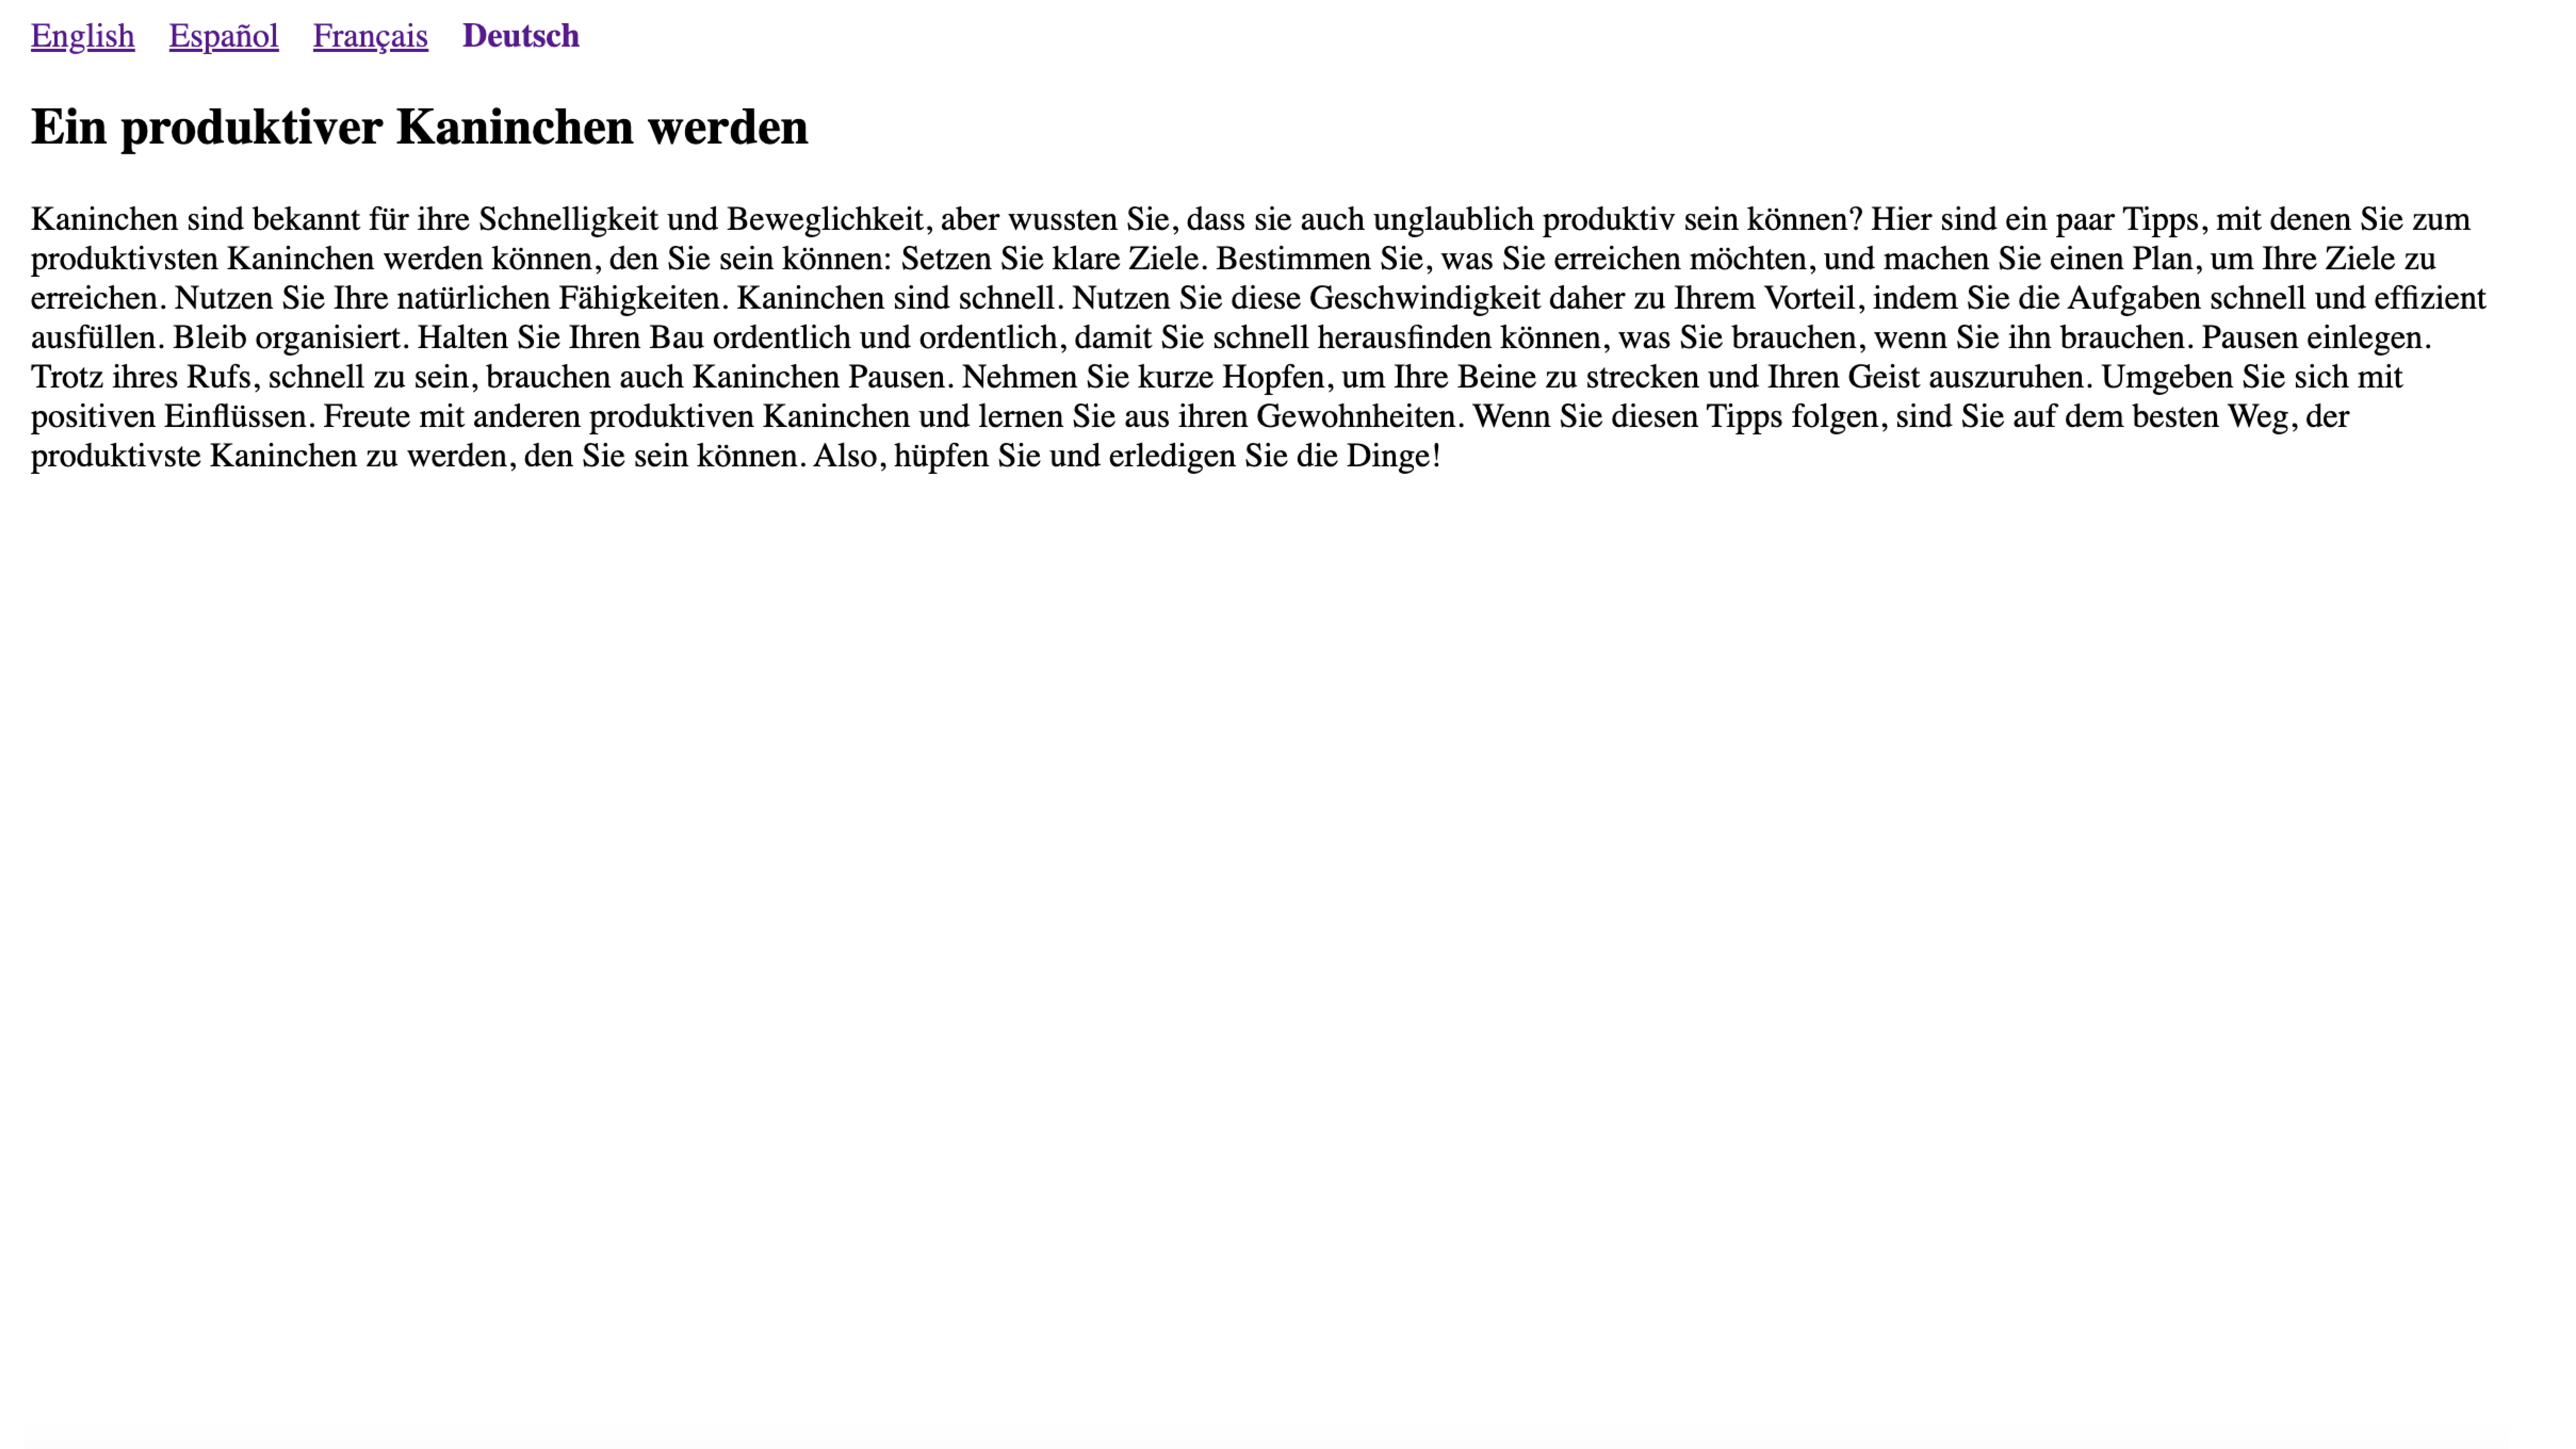 English Español Français Deutsch
Ein produktiver Kaninchen werden
Kaninchen sind bekannt für ihre Schnelligkeit und Beweglichkeit, aber wussten Sie, dass sie auch unglaublich produktiv sein können? Hier sind ein paar Tipps, mit denen Sie zum
produktivsten Kaninchen werden können, den Sie sein können: Setzen Sie klare Ziele. Bestimmen Sie, was Sie erreichen möchten, und machen Sie einen Plan, um Ihre Ziele zu
erreichen. Nutzen Sie Ihre natürlichen Fähigkeiten. Kaninchen sind schnell. Nutzen Sie diese Geschwindigkeit daher zu Ihrem Vorteil, indem Sie die Aufgaben schnell und effizient
ausfüllen. Bleib organisiert. Halten Sie Ihren Bau ordentlich und ordentlich, damit Sie schnell herausfinden können, was Sie brauchen, wenn Sie ihn brauchen. Pausen einlegen.
Trotz ihres Rufs, schnell zu sein, brauchen auch Kaninchen Pausen. Nehmen Sie kurze Hopfen, um Ihre Beine zu strecken und Ihren Geist auszuruhen. Umgeben Sie sich mit
positiven Einflüssen. Freute mit anderen produktiven Kaninchen und lernen Sie aus ihren Gewohnheiten. Wenn Sie diesen Tipps folgen, sind Sie auf dem besten Weg, der
produktivste Kaninchen zu werden, den Sie sein können. Also, hüpfen Sie und erledigen Sie die Dinge!